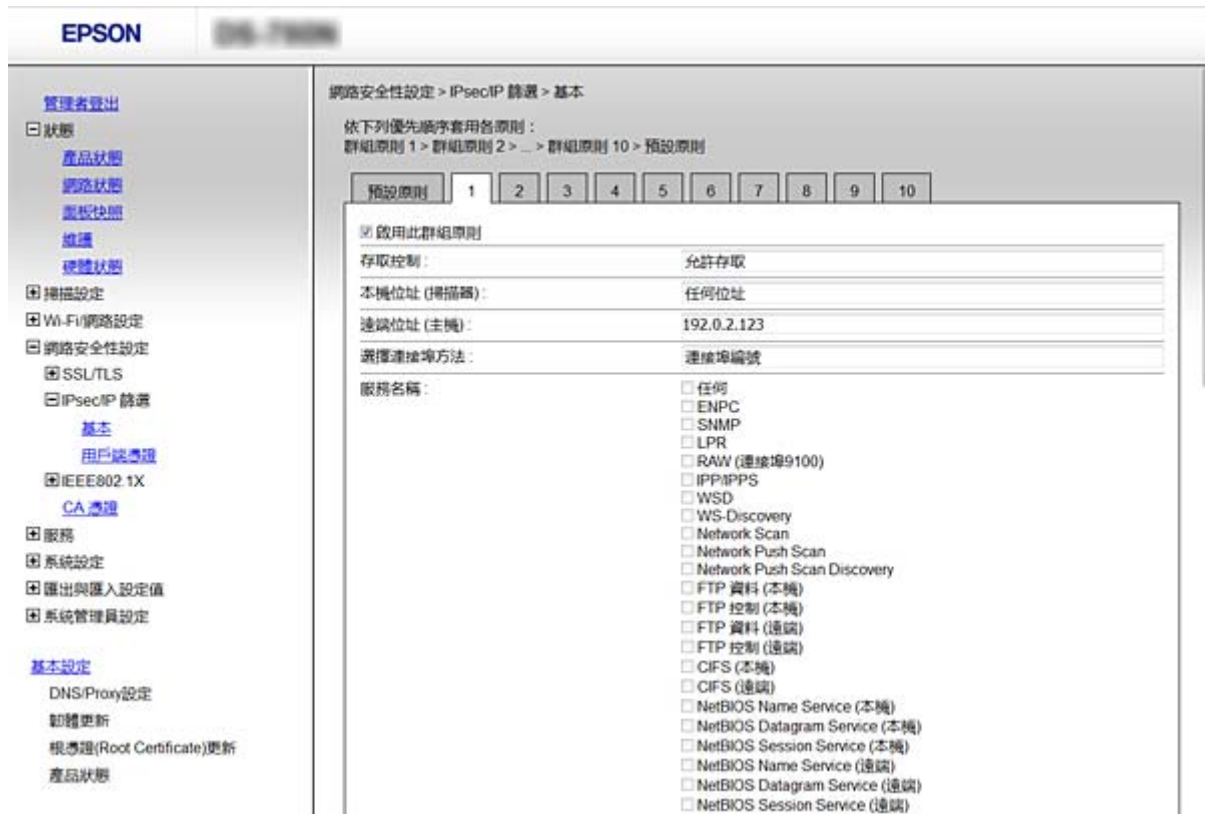 EPSON
管理者登出
狀態
產品狀態
網路狀態
面板快照
維護
硬體狀態
掃描設定
Wi-Fi/網路設定
網路安全性設定
SSL/TLS
IPsec/IP 篩選
基本
用戶端憑證
IEEE802.1X
CA 憑證
服務
系統設定
匯出與匯入設定值
系統管理員設定
基本設定
DNS/Proxy設定
韌體更新
根憑證(Root Certificate)更新
產品狀態
網路安全性設定 > IPsec/IP 篩選 > 基本
依下列優先順序套用各原則：
群組原則 1 > 群組原則 2 > ... > 群組原則 10 > 預設原則
預設原則 1 2 3 4 5 6 7 8 9 10
啟用此群組原則
存取控制 : 允許存取
本機位址 (掃描器) : 任何位址
遠端位址 (主機) : 192.0.2.123
選擇連接埠方法 : 連接埠編號
服務名稱 : 任何
ENPC
SNMP
LPR
RAW (連接埠9100)
IPP/IPPS
WSD
WS-Discovery
Network Scan
Network Push Scan
Network Push Scan Discovery
FTP 資料 (本機)
FTP 控制 (本機)
FTP 資料 (遠端)
FTP 控制 (遠端)
CIFS (本機)
CIFS (遠端)
NetBIOS Name Service (本機)
NetBIOS Datagram Service (本機)
NetBIOS Session Service (本機)
NetBIOS Name Service (遠端)
NetBIOS Datagram Service (遠端)
NetBIOS Session Service (遠端)